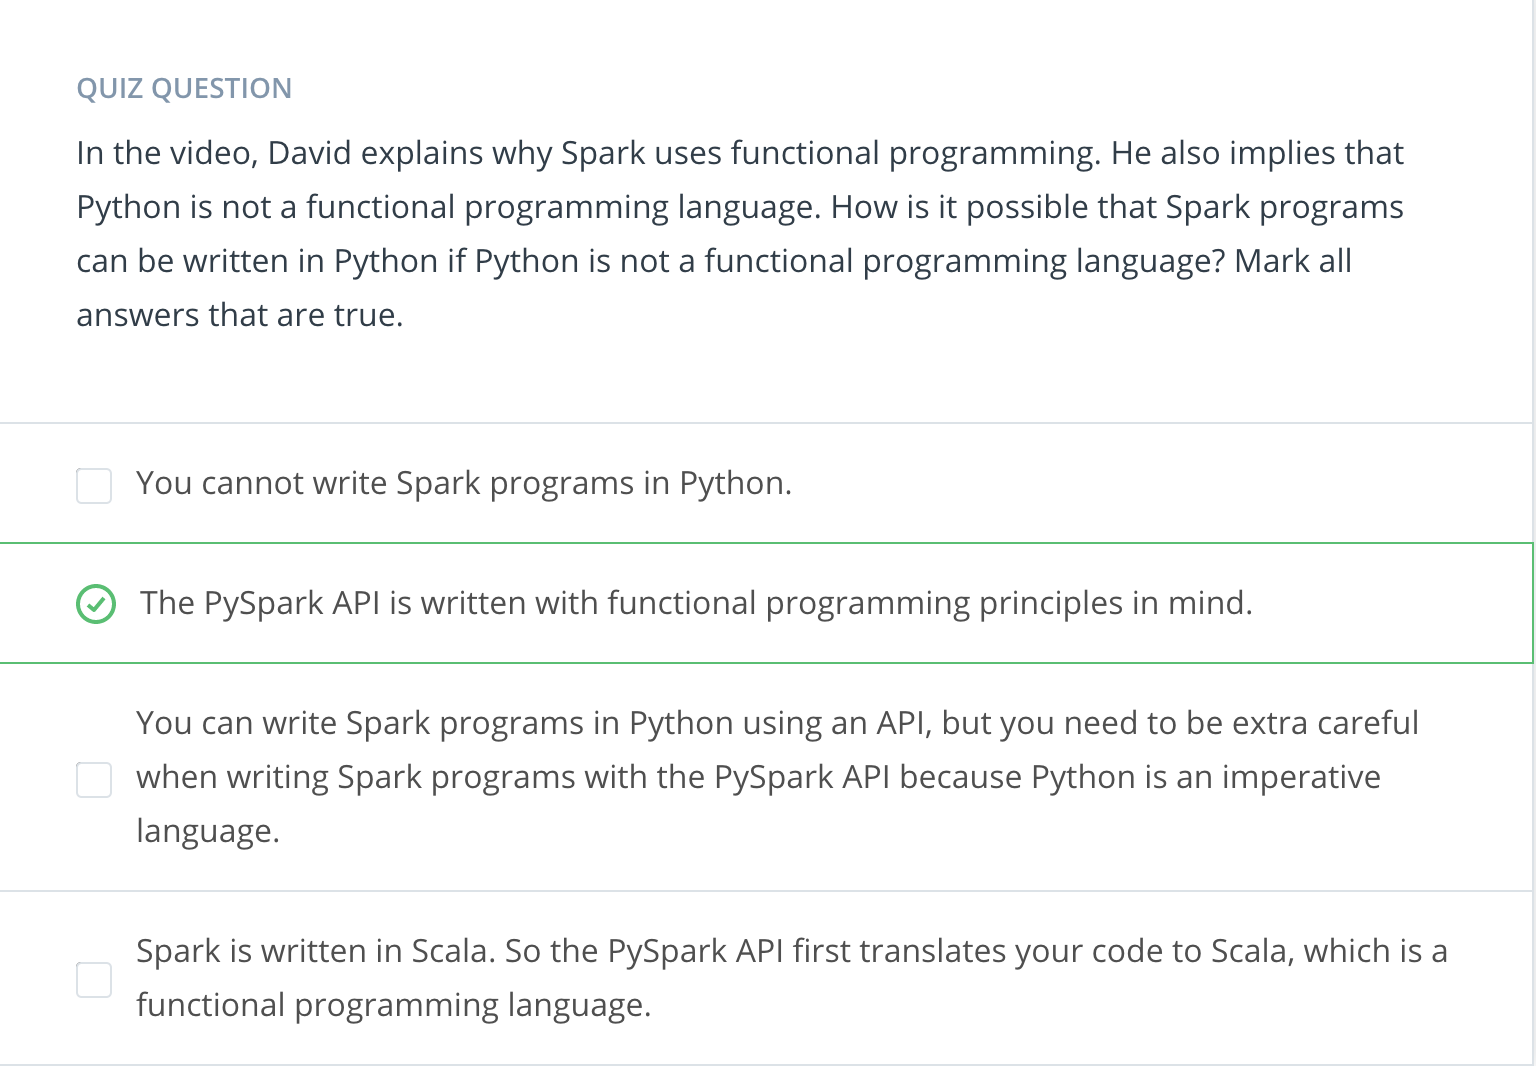 QUIZ QUESTION
In the video, David explains why Spark uses functional programming. He also implies that
Python is not a functional programming language. How is it possible that Spark programs
can be written in Python if Python is not a functional programming language? Mark all
answers that are true.
You cannot write Spark programs in Python.
The PySpark API is written with functional programming principles in mind.
You can write Spark programs in Python using an API, but you need to be extra careful
when writing Spark programs with the PySpark API because Python is an imperative
language.
Spark is written in Scala. So the PySpark API first translates your code to Scala, which is a
functional programming language.